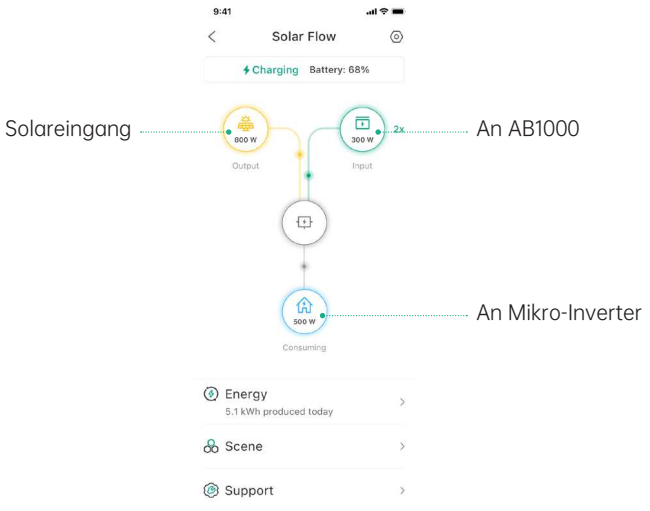 9:41
Solar Flow
Charging Battery: 68%
Solareingang
800 W
300 W
2x
An AB1000
Output
Input
500 W
An Mikro-Inverter
Consuming
Energy
5.1 kWh produced today
Scene
Support